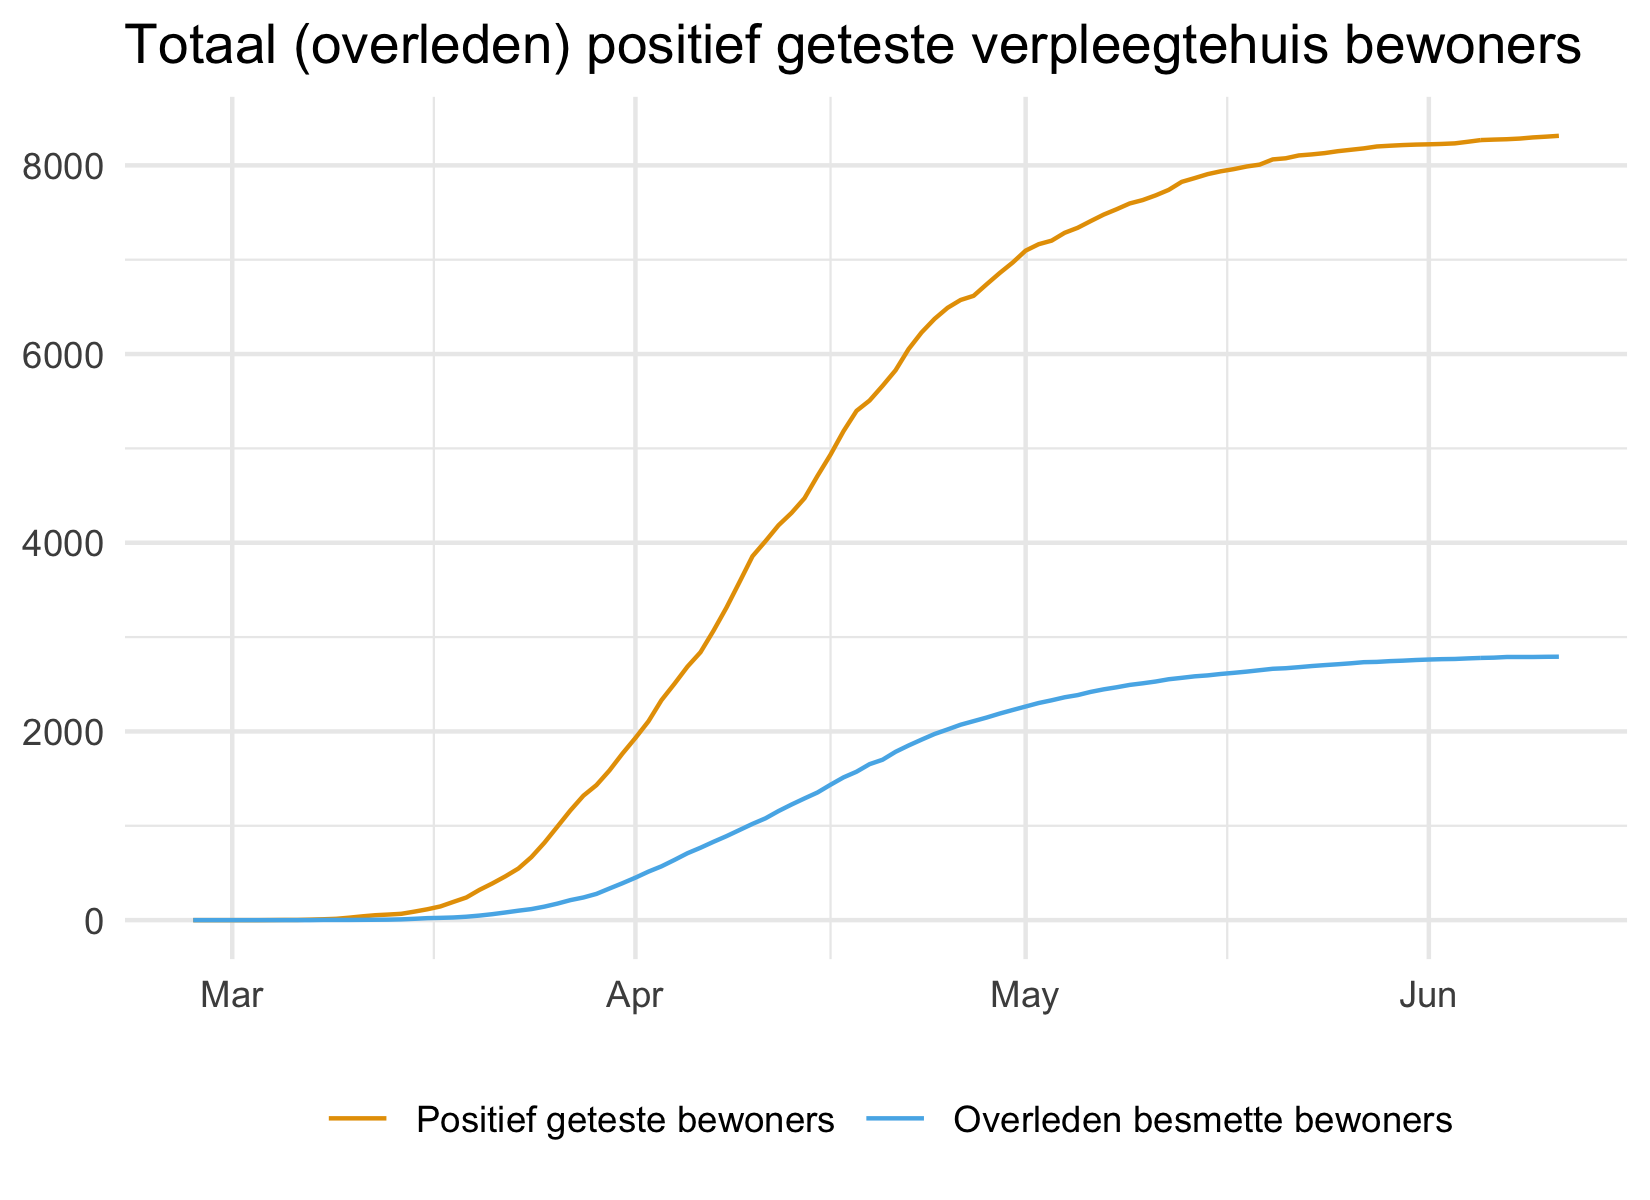 Totaal (overleden) positief geteste verpleegtehuis bewoners
8000
6000
4000
2000
0
Mar Apr May Jun
Positief geteste bewoners Overleden besmette bewoners